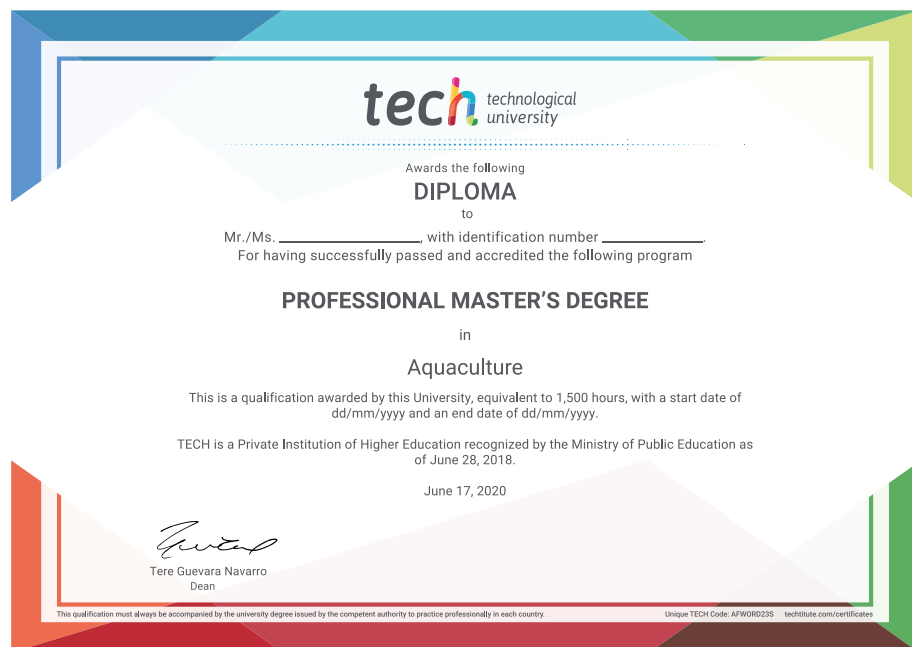 tech technological
university
Awards the following
DIPLOMA
to
Mr./Ms. ____________________, with identification number ______________.
For having successfully passed and accredited the following program
PROFESSIONAL MASTER'S DEGREE
in
Aquaculture
This is a qualification awarded by this University, equivalent to 1,500 hours, with a start date of
dd/mm/yyyy and an end date of dd/mm/yyyy.
TECH is a Private Institution of Higher Education recognized by the Ministry of Public Education as
of June 28, 2018.
June 17, 2020
Tere Guevara Navarro
Dean
This qualification must always be accompanied by the university degree issued by the competent authority to practice professionally in each country. Unique TECH Code: AFWORD23S techtitute.com/certificates